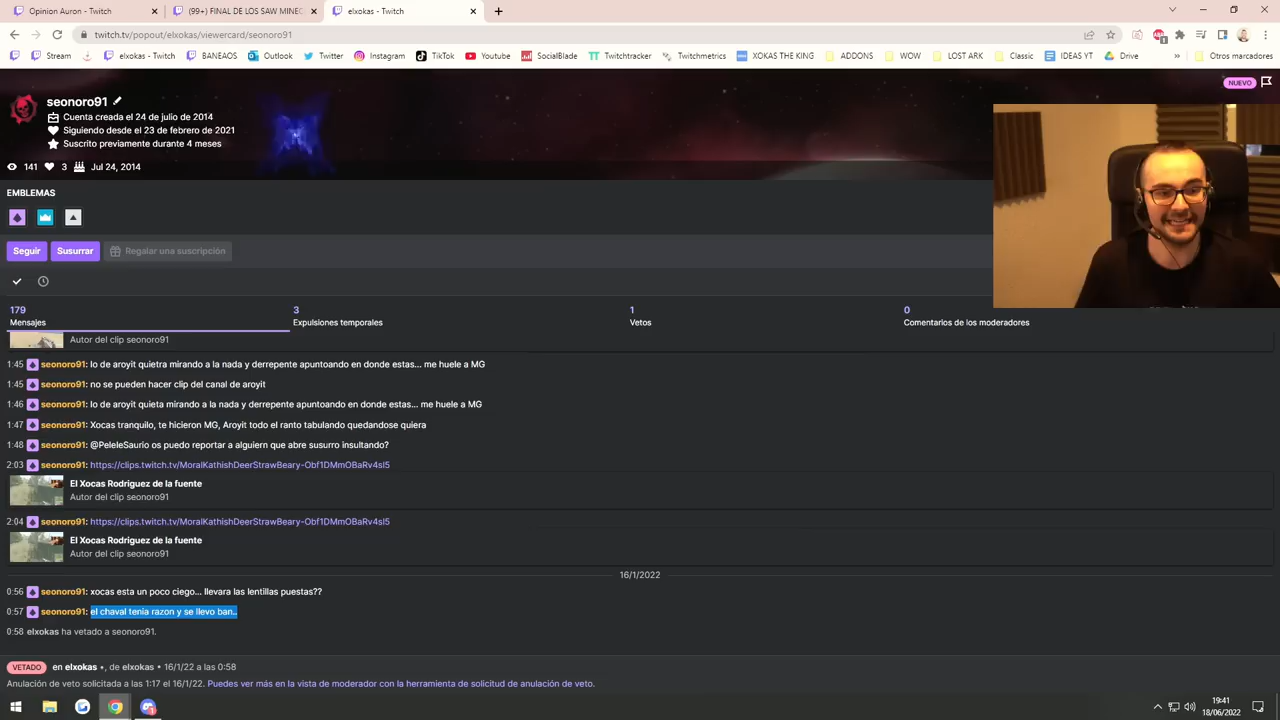 Opinion Auron - Twitch
(99+) FINAL DE LOS SAW MINEC
elxokas - Twitch
twitch.tv/popout/elxokas/viewercard/seonoro91
Stream
elxokas - Twitch
BANEAOS
Outlook
Twitter
Instagram
TikTok
Youtube
SocialBlade
Twitchtracker
Twitchmetrics
XOKAS THE KING
ADDONS
WOW
LOST ARK
Classic
IDEAS YT
Drive
»
Otros marcadores
NUEVO
seonoro91
Cuenta creada el 24 de julio de 2014
Siguiendo desde el 23 de febrero de 2021
Suscrito previamente durante 4 meses
141 3 Jul 24, 2014
EMBLEMAS
Seguir Susurrar Regalar una suscripción
179 3 1 0
Mensajes Expulsiones temporales Vetos Comentarios de los moderadores
Autor del clip seonoro91
1:45 seonoro91: lo de aroyit quietra mirando a la nada y derrepente apuntoando en donde estas... me huele a MG
1:45 seonoro91: no se pueden hacer clip del canal de aroyit
1:46 seonoro91: lo de aroyit quieta mirando a la nada y derrepente apuntoando en donde estas... me huele a MG
1:47 seonoro91: Xocas tranquilo, te hicieron MG, Aroyit todo el ranto tabulando quedandose quiera
1:48 seonoro91: @PeleleSaurio os puedo reportar a alguiern que abre susurro insultando?
2:03 seonoro91: https://clips.twitch.tv/MoralKathishDeerStrawBeary-Obf1DMmOBaRv4sI5
El Xocas Rodriguez de la fuente
Autor del clip seonoro91
2:04 seonoro91: https://clips.twitch.tv/MoralKathishDeerStrawBeary-Obf1DMmOBaRv4sI5
El Xocas Rodriguez de la fuente
Autor del clip seonoro91
16/1/2022
0:56 seonoro91: xocas esta un poco ciego... llevara las lentillas puestas??
0:57 seonoro91: el chaval tenia razon y se llevo ban..
0:58 elxokas ha vetado a seonoro91.
VETADO en elxokas •, de elxokas • 16/1/22 a las 0:58
Anulación de veto solicitada a las 1:17 el 16/1/22. Puedes ver más en la vista de moderador con la herramienta de solicitud de anulación de veto.
19:41
18/06/2022